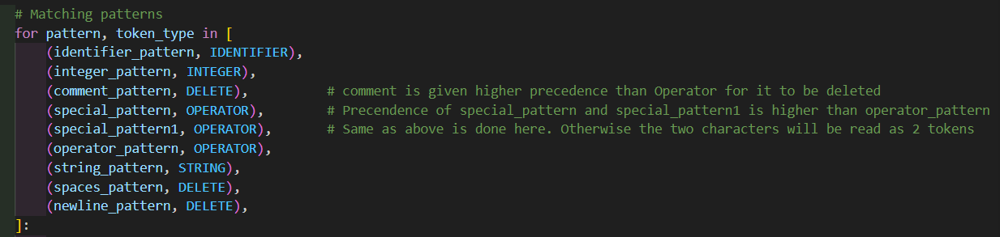 # Matching patterns
for pattern, token_type in [
    (identifier_pattern, IDENTIFIER),
    (integer_pattern, INTEGER),
    (comment_pattern, DELETE),          # comment is given higher precedence than Operator for it to be deleted
    (special_pattern, OPERATOR),        # Precendence of special_pattern and special_pattern1 is higher than operator_pattern
    (special_pattern1, OPERATOR),       # Same as above is done here. Otherwise the two characters will be read as 2 tokens
    (operator_pattern, OPERATOR),
    (string_pattern, STRING),
    (spaces_pattern, DELETE),
    (newline_pattern, DELETE),
]: